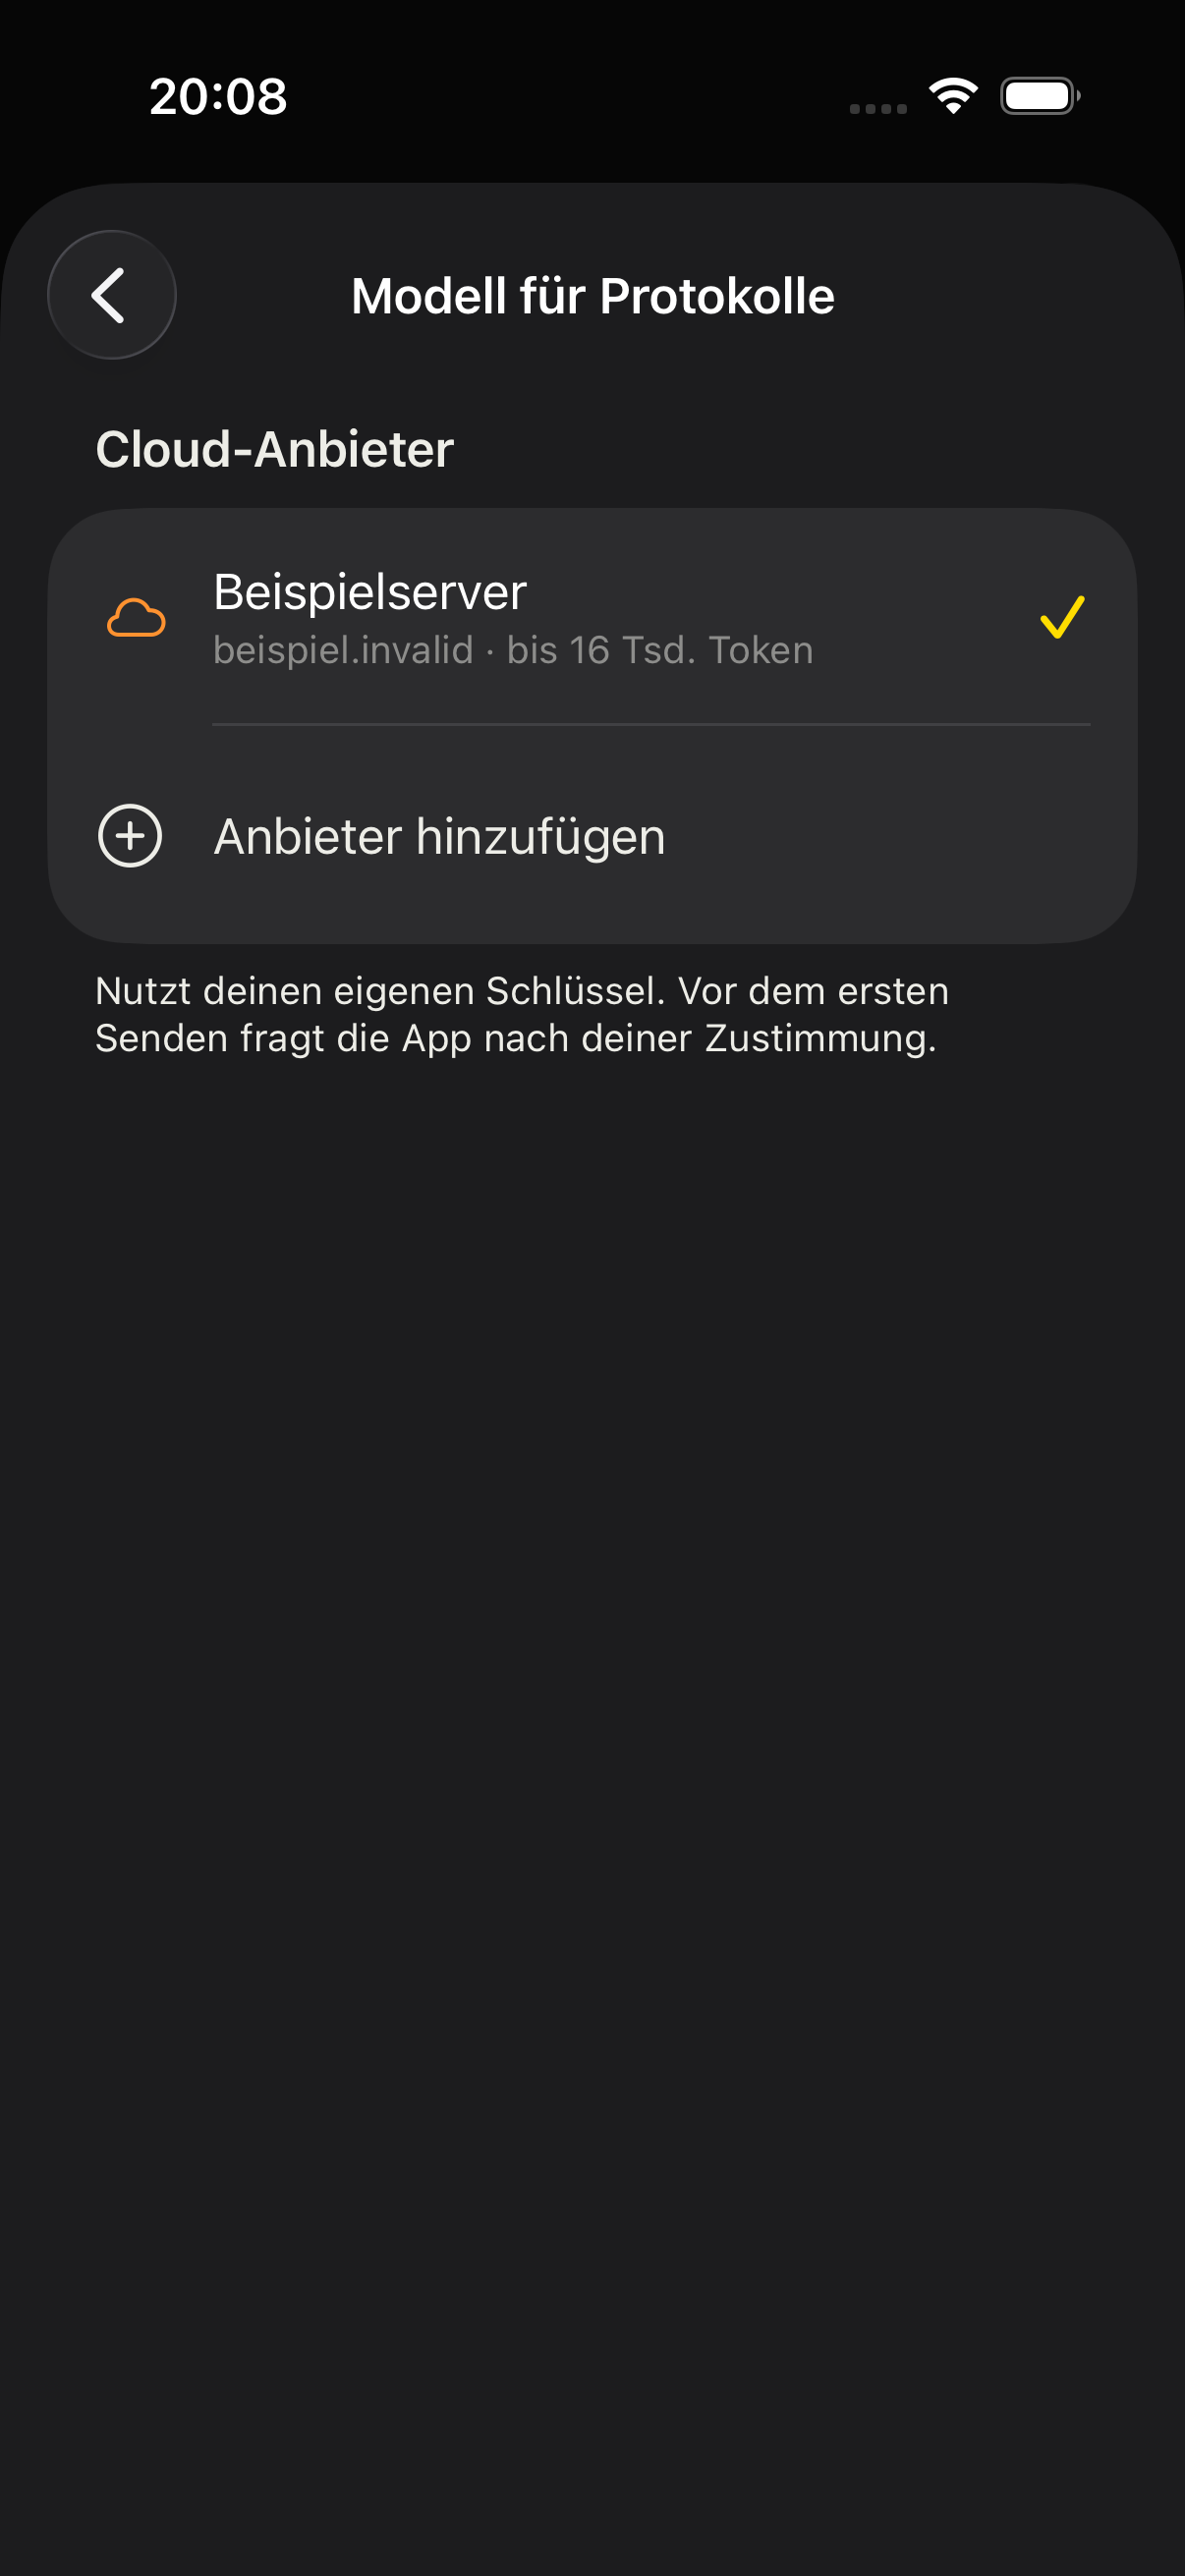 20:08
Modell für Protokolle
Cloud-Anbieter
Beispielserver
beispiel.invalid · bis 16 Tsd. Token
Anbieter hinzufügen
Nutzt deinen eigenen Schlüssel. Vor dem ersten
Senden fragt die App nach deiner Zustimmung.